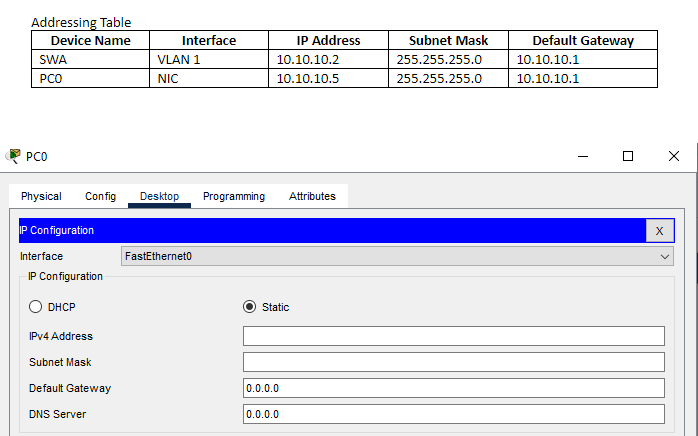 Addressing Table
Device Name Interface IP Address Subnet Mask Default Gateway
SWA VLAN 1 10.10.10.2 255.255.255.0 10.10.10.1
PC0 NIC 10.10.10.5 255.255.255.0 10.10.10.1
PC0
Physical Config Desktop Programming Attributes
IP Configuration X
Interface FastEthernet0
IP Configuration
DHCP Static
IPv4 Address
Subnet Mask
Default Gateway 0.0.0.0
DNS Server 0.0.0.0